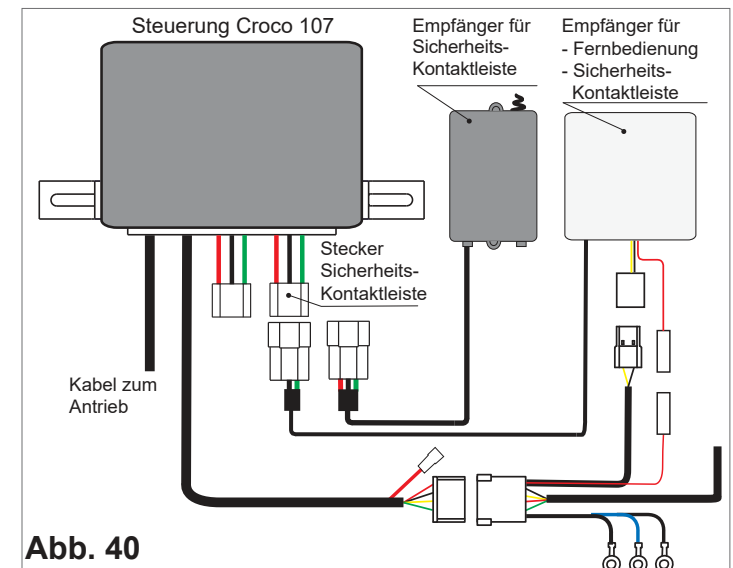 Steuerung Croco 107
Empfänger für
Sicherheits-
Kontaktleiste
Empfänger für
- Fernbedienung
- Sicherheits-
Kontaktleiste
Stecker
Sicherheits-
Kontaktleiste
Kabel zum
Antrieb
Abb. 40